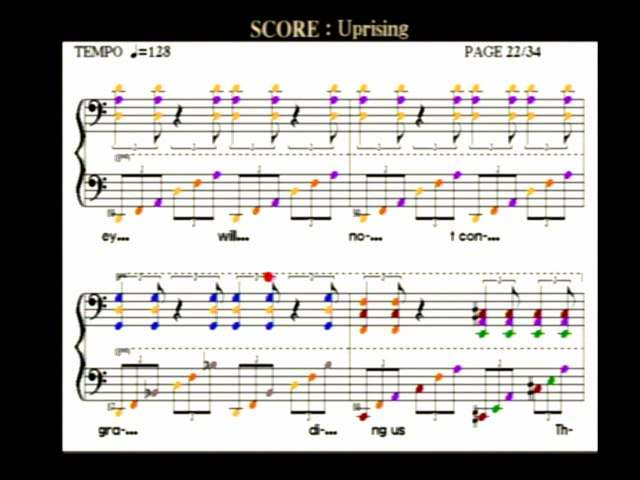 SCORE : Uprising
TEMPO ♩=128 PAGE 22/34
ey... will... no-... t con-...
gra-... di-... ng us Th-